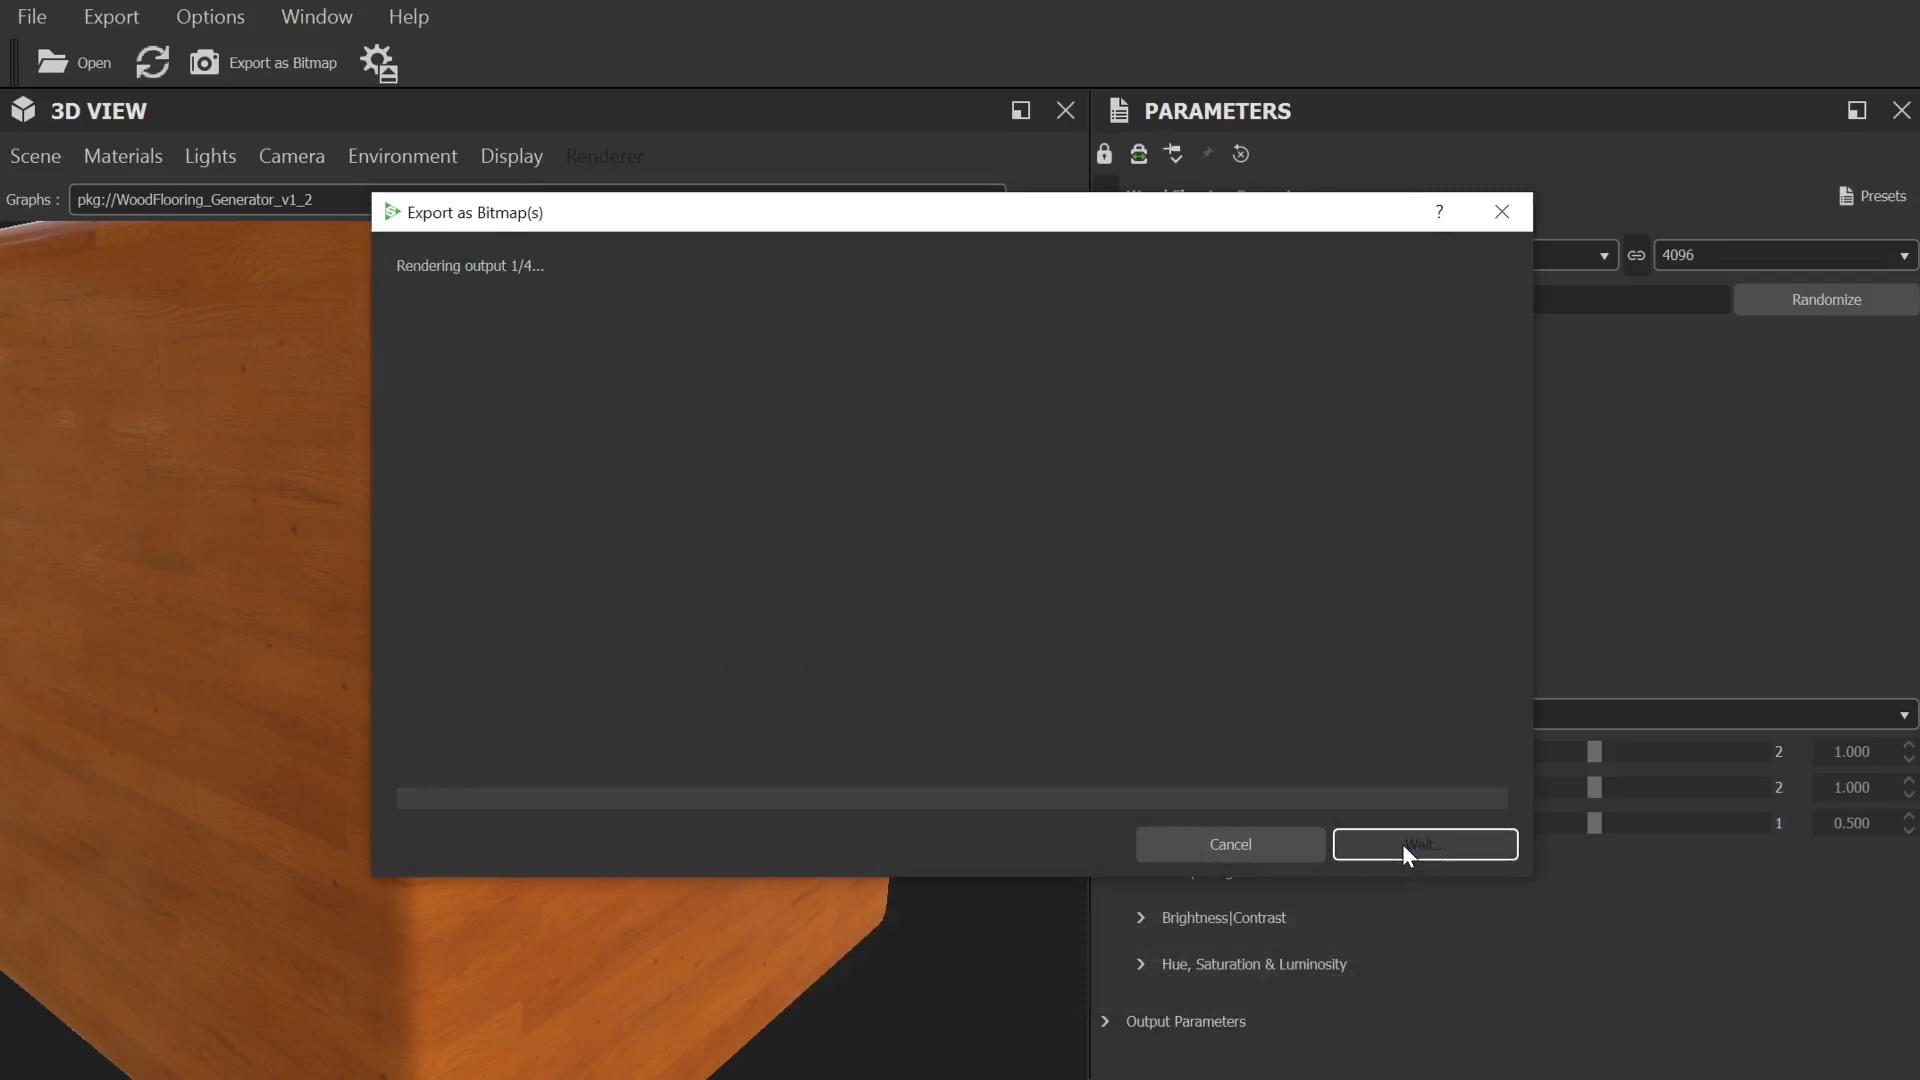 File Export Options Window Help
Open Export as Bitmap
3D VIEW
PARAMETERS
Scene Materials Lights Camera Environment Display Renderer
Graphs : pkg://WoodFlooring_Generator_v1_2
Presets
Export as Bitmap(s) ?
Rendering output 1/4...
4096
Randomize
2 1.000
2 1.000
1 0.500
Cancel Wait...
Brightness|Contrast
Hue, Saturation & Luminosity
Output Parameters